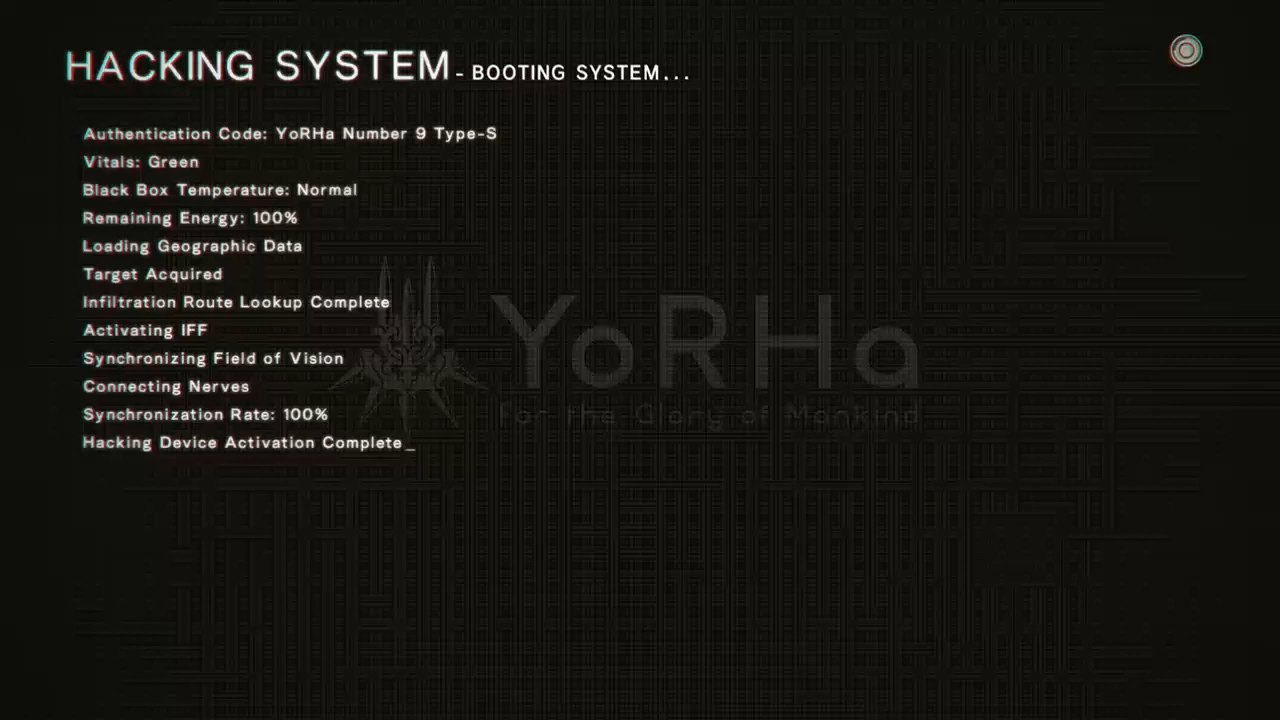 HACKING SYSTEM - BOOTING SYSTEM...
Authentication Code: YoRHa Number 9 Type-S
Vitals: Green
Black Box Temperature: Normal
Remaining Energy: 100%
Loading Geographic Data
Target Acquired
Infiltration Route Lookup Complete
Activating IFF
Synchronizing Field of Vision
Connecting Nerves
Synchronization Rate: 100%
Hacking Device Activation Complete_
YoRHa
For the Glory of Mankind